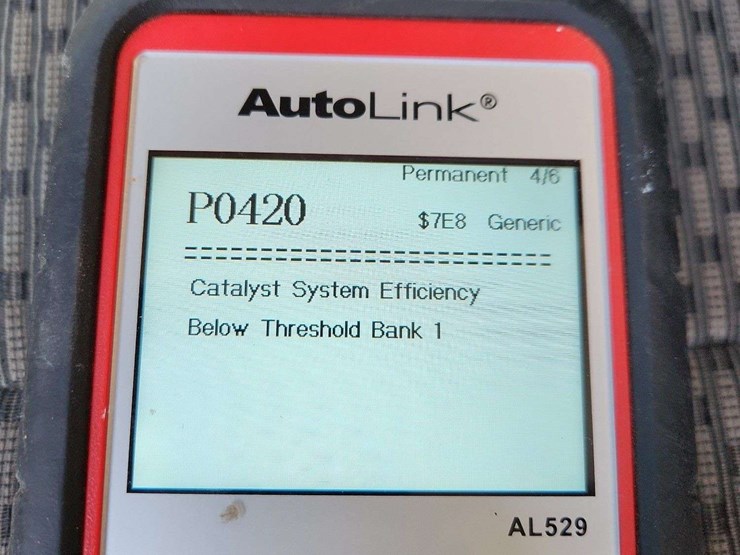 AutoLink®
Permanent 4/6
P0420 $7E8 Generic
===========================
Catalyst System Efficiency
Below Threshold Bank 1
AL529